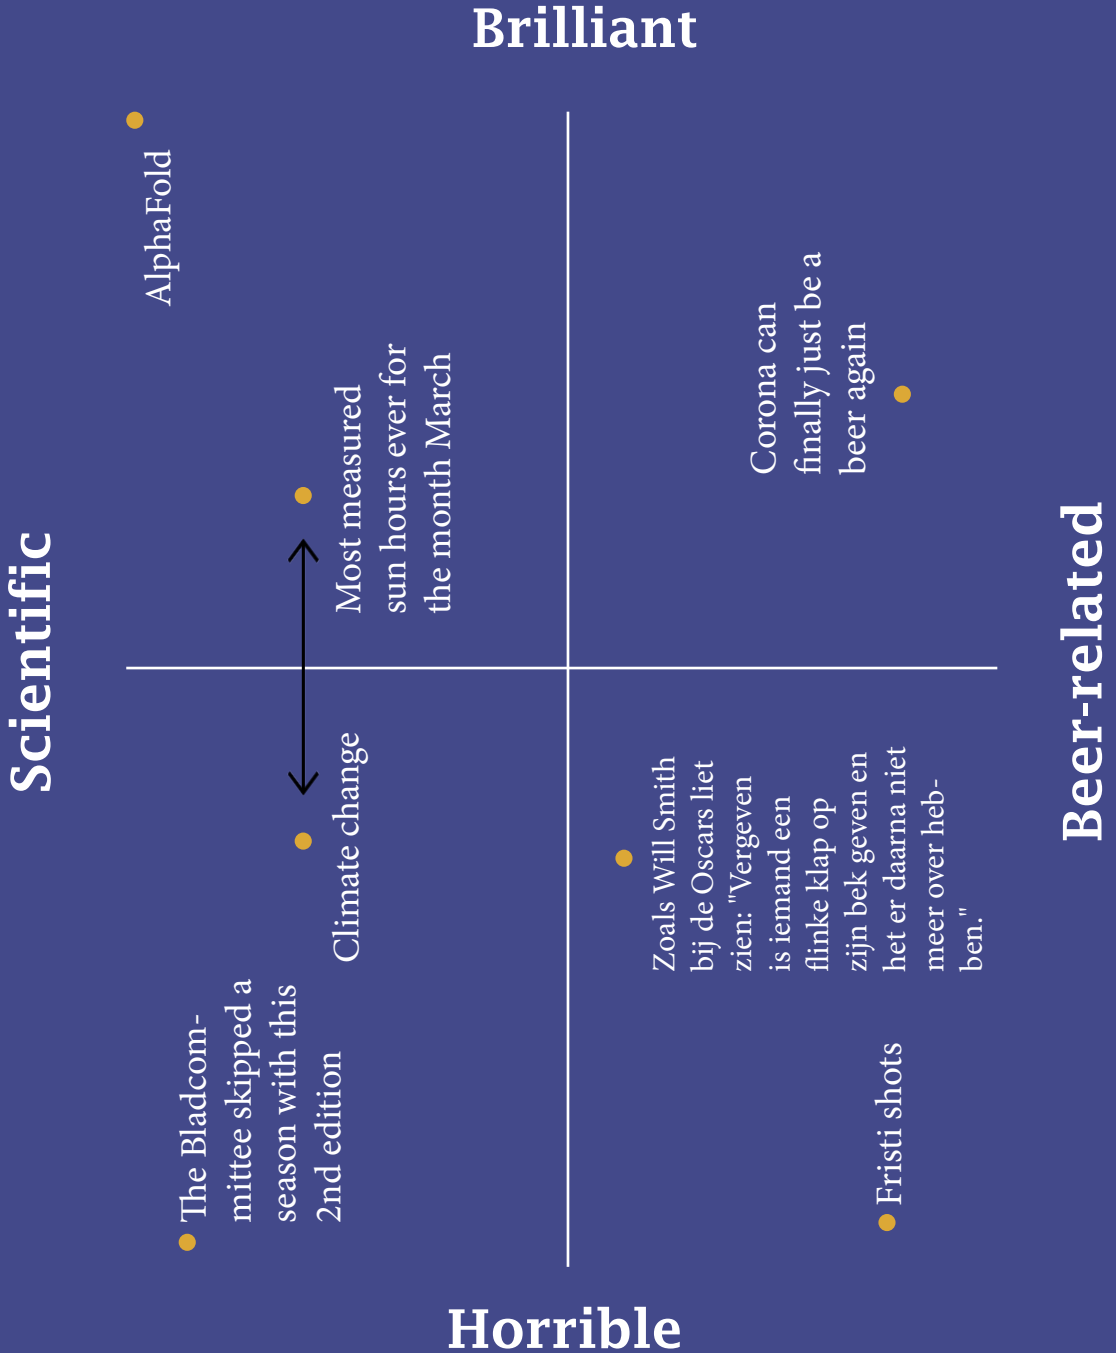 Brilliant
AlphaFold
Most measured
sun hours ever for
the month March
Corona can
finally just be a
beer again
Scientific
Beer-related
Climate change
Zoals Will Smith
bij de Oscars liet
zien: "Vergeven
is iemand een
flinke klap op
zijn bek geven en
het er daarna niet
meer over heb-
ben."
The Bladcom-
mittee skipped a
season with this
2nd edition
Fristi shots
Horrible